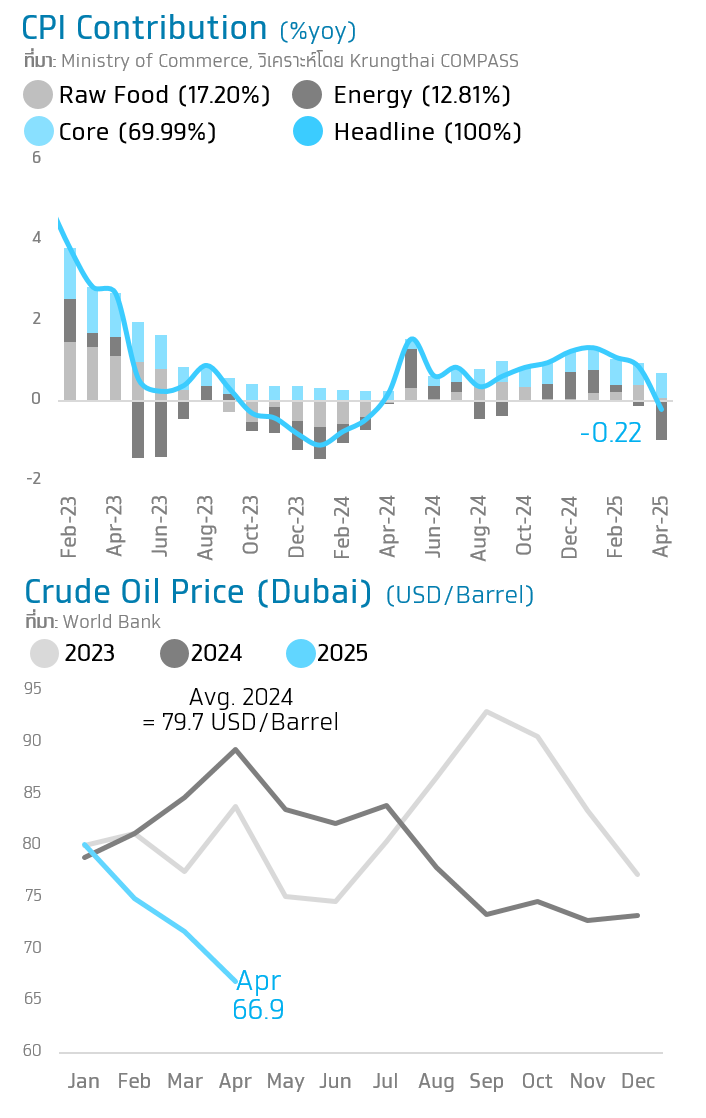 CPI Contribution (%yoy)
ที่มา: Ministry of Commerce, วิเคราะห์โดย Krungthai COMPASS
Raw Food (17.20%) Energy (12.81%)
Core (69.99%) Headline (100%)
6
4
2
0
-2
-0.22
Feb-23 Apr-23 Jun-23 Aug-23 Oct-23 Dec-23 Feb-24 Apr-24 Jun-24 Aug-24 Oct-24 Dec-24 Feb-25 Apr-25
Crude Oil Price (Dubai) (USD/Barrel)
ที่มา: World Bank
2023 2024 2025
95
Avg. 2024
= 79.7 USD/Barrel
90
85
80
75
70
65
60
Apr
66.9
Jan Feb Mar Apr May Jun Jul Aug Sep Oct Nov Dec